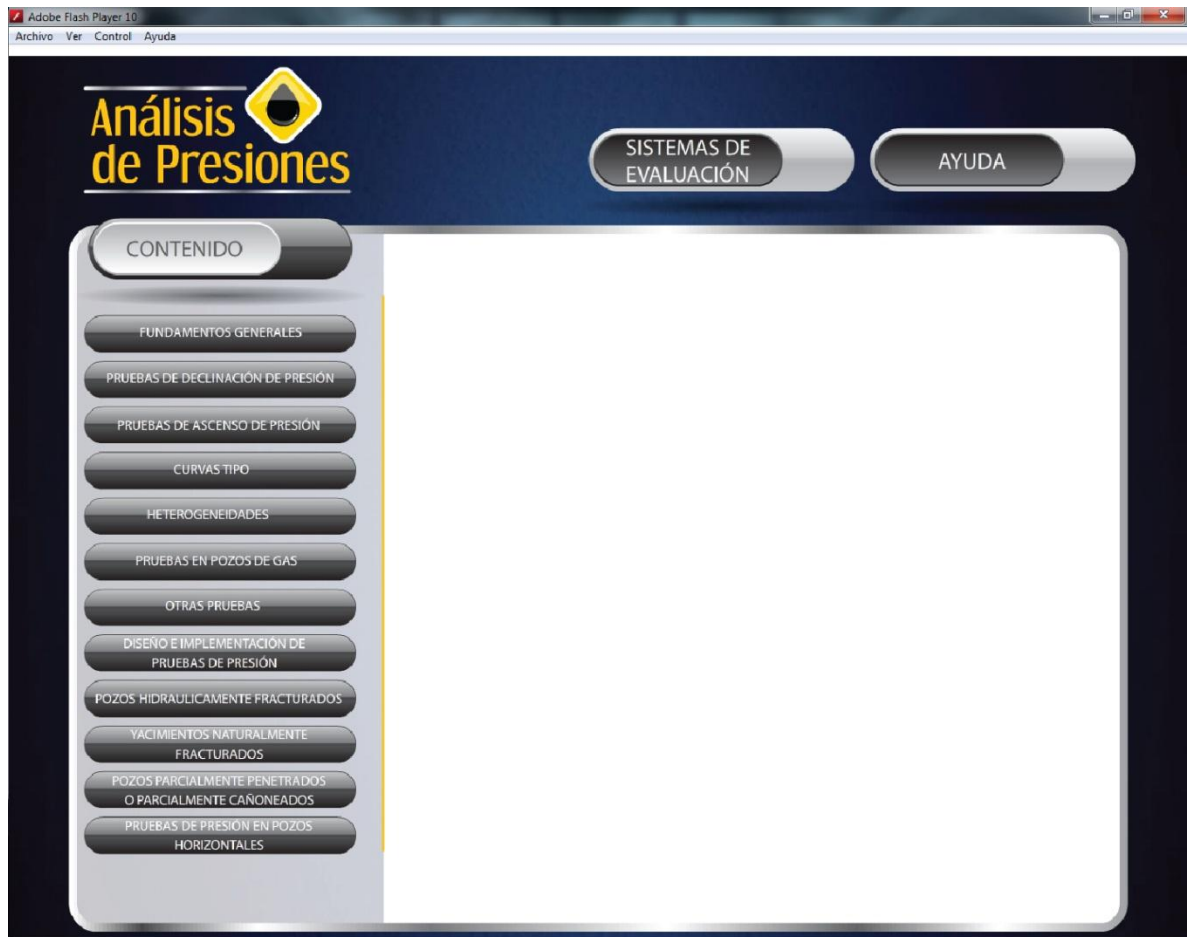 Adobe Flash Player 10
Archivo Ver Control Ayuda
Análisis
de Presiones
SISTEMAS DE
EVALUACIÓN
AYUDA
CONTENIDO
FUNDAMENTOS GENERALES
PRUEBAS DE DECLINACIÓN DE PRESIÓN
PRUEBAS DE ASCENSO DE PRESIÓN
CURVAS TIPO
HETEROGENEIDADES
PRUEBAS EN POZOS DE GAS
OTRAS PRUEBAS
DISEÑO E IMPLEMENTACIÓN DE
PRUEBAS DE PRESIÓN
POZOS HIDRAULICAMENTE FRACTURADOS
YACIMIENTOS NATURALMENTE
FRACTURADOS
POZOS PARCIALMENTE PENETRADOS
O PARCIALMENTE CAÑONEADOS
PRUEBAS DE PRESIÓN EN POZOS
HORIZONTALES